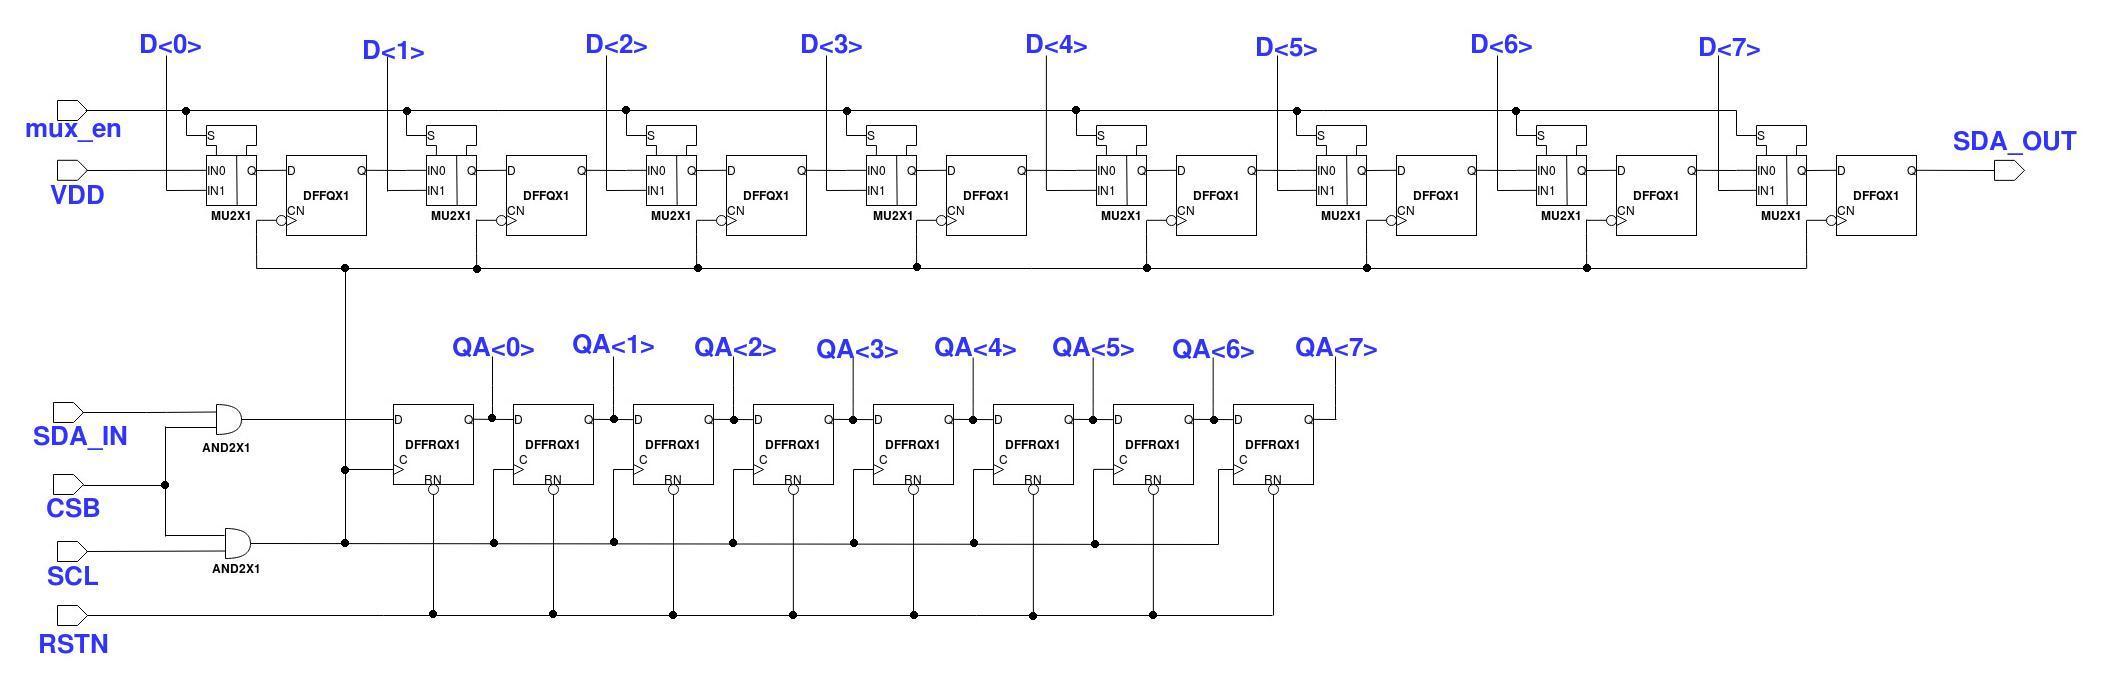 D<0> D<1> D<2> D<3> D<4> D<5> D<6> D<7>
mux_en
S S S S S S S S
SDA_OUT
VDD
IN0 Q D Q IN0 Q D Q IN0 Q D Q IN0 Q D Q IN0 Q D Q IN0 Q D Q IN0 Q D Q IN0 Q D Q
IN1 DFFQX1 IN1 DFFQX1 IN1 DFFQX1 IN1 DFFQX1 IN1 DFFQX1 IN1 DFFQX1 IN1 DFFQX1 IN1 DFFQX1
MU2X1 CN MU2X1 CN MU2X1 CN MU2X1 CN MU2X1 CN MU2X1 CN MU2X1 CN MU2X1 CN
QA<0> QA<1> QA<2> QA<3> QA<4> QA<5> QA<6> QA<7>
D Q D Q D Q D Q D Q D Q D Q D Q
SDA_IN
AND2X1 DFFRQX1 DFFRQX1 DFFRQX1 DFFRQX1 DFFRQX1 DFFRQX1 DFFRQX1 DFFRQX1
C C C C C C C C
RN RN RN RN RN RN RN RN
CSB
AND2X1
SCL
RSTN